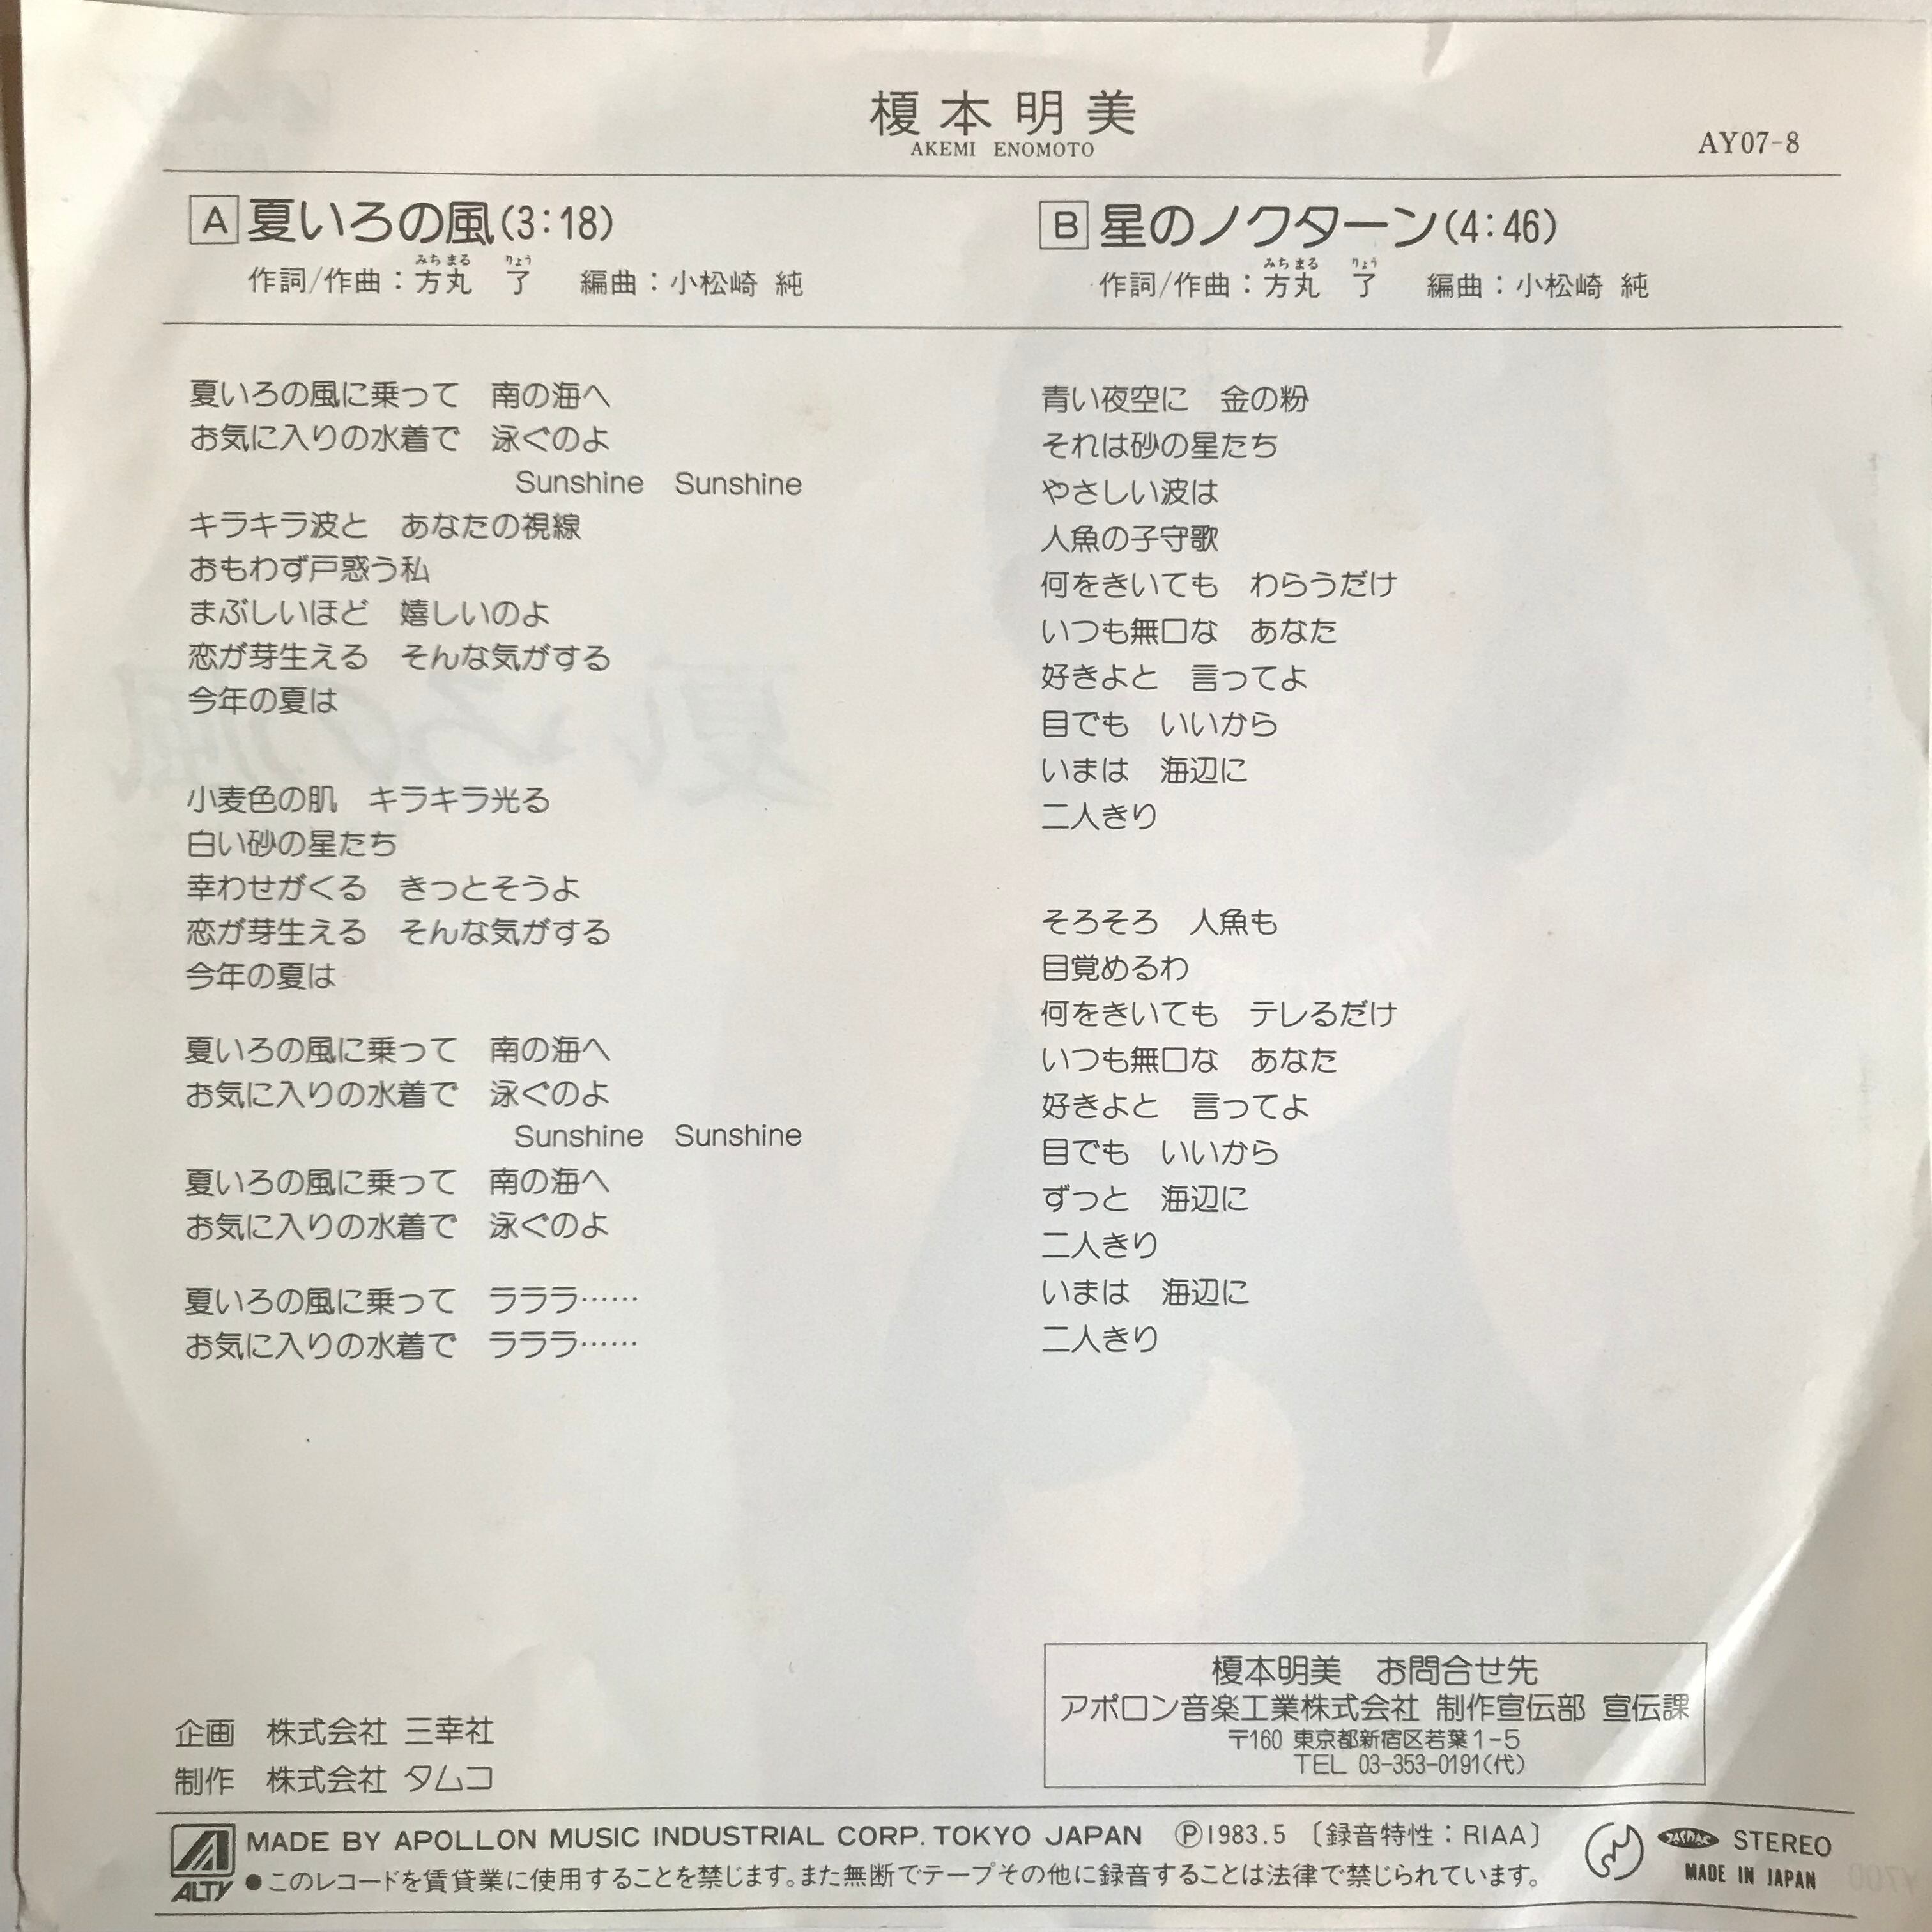 榎本明美
AKEMI ENOMOTO
AY07-8
A 夏いろの風(3:18)
みちまる りょう
作詞/作曲：方丸 了 編曲：小松崎 純
夏いろの風に乗って 南の海へ
お気に入りの水着で 泳ぐのよ
Sunshine Sunshine
キラキラ波と あなたの視線
おもわず戸惑う私
まぶしいほど 嬉しいのよ
恋が芽生える そんな気がする
今年の夏は
小麦色の肌 キラキラ光る
白い砂の星たち
幸わせがくる きっとそうよ
恋が芽生える そんな気がする
今年の夏は
夏いろの風に乗って 南の海へ
お気に入りの水着で 泳ぐのよ
Sunshine Sunshine
夏いろの風に乗って 南の海へ
お気に入りの水着で 泳ぐのよ
夏いろの風に乗って ラララ……
お気に入りの水着で ラララ……
B 星のノクターン(4:46)
みちまる りょう
作詞/作曲：方丸 了 編曲：小松崎 純
青い夜空に 金の粉
それは砂の星たち
やさしい波は
人魚の子守歌
何をきいても わらうだけ
いつも無口な あなた
好きよと 言ってよ
目でも いいから
いまは 海辺に
二人きり
そろそろ 人魚も
目覚めるわ
何をきいても テレるだけ
いつも無口な あなた
好きよと 言ってよ
目でも いいから
ずっと 海辺に
二人きり
いまは 海辺に
二人きり
企画 株式会社 三幸社
制作 株式会社 タムコ
榎本明美 お問合せ先
アポロン音楽工業株式会社 制作宣伝部 宣伝課
〒160 東京都新宿区若葉1-5
TEL 03-353-0191(代)
ALTY
MADE BY APOLLON MUSIC INDUSTRIAL CORP. TOKYO JAPAN Ⓟ1983.5 〔録音特性：RIAA〕
●このレコードを賃貸業に使用することを禁じます。また無断でテープその他に録音することは法律で禁じられています。
JASRAC STEREO
MADE IN JAPAN